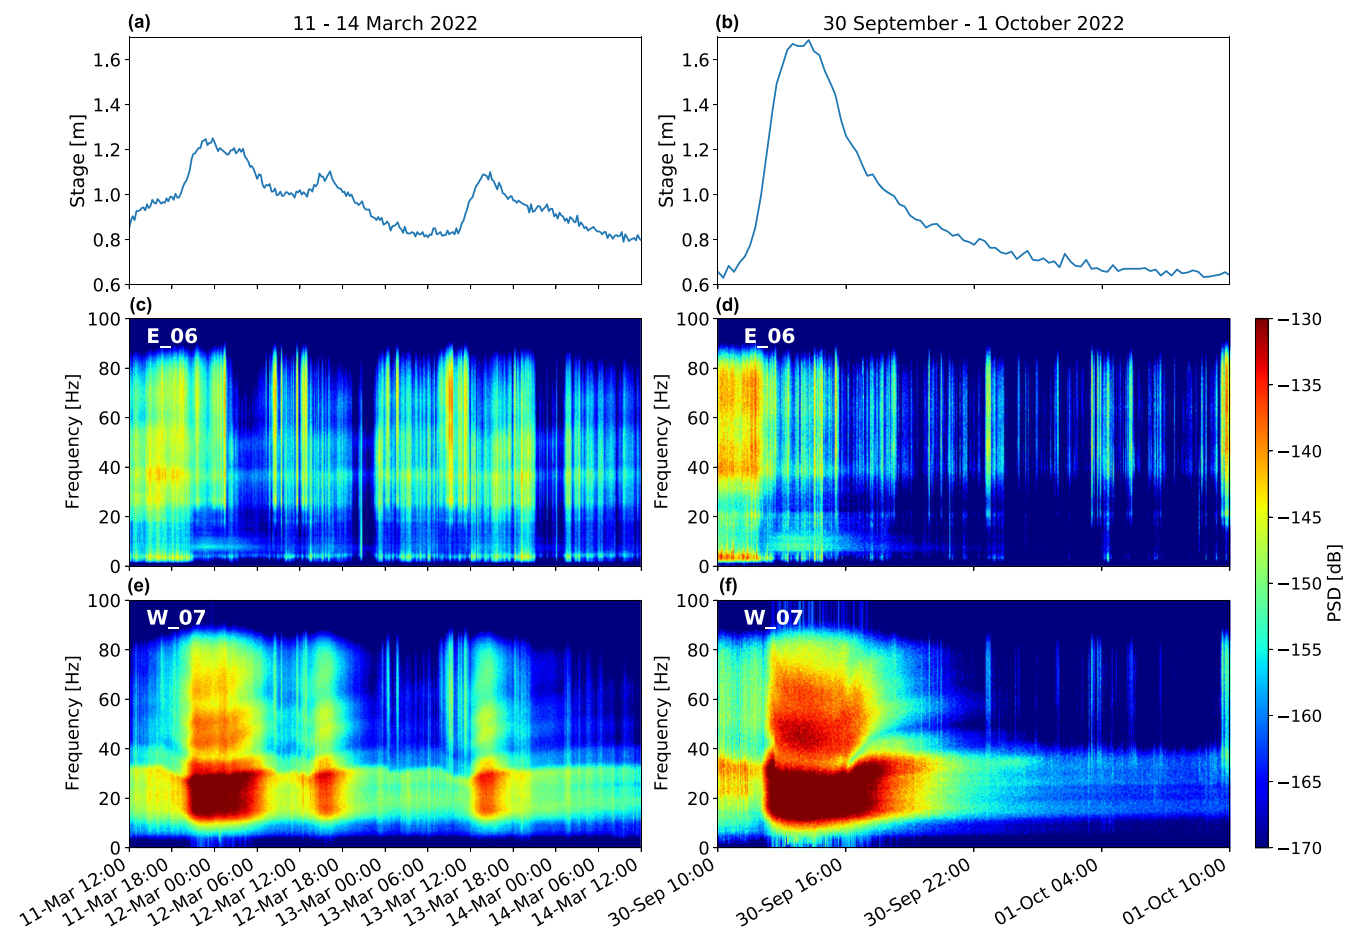 (a) 11 - 14 March 2022
Stage [m]
1.6
1.4
1.2
1.0
0.8
0.6
(b) 30 September - 1 October 2022
Stage [m]
1.6
1.4
1.2
1.0
0.8
0.6
(c)
E_06
Frequency [Hz]
100
80
60
40
20
0
(d)
E_06
Frequency [Hz]
100
80
60
40
20
0
(e)
W_07
Frequency [Hz]
100
80
60
40
20
0
11-Mar 12:00
11-Mar 18:00
12-Mar 00:00
12-Mar 06:00
12-Mar 12:00
12-Mar 18:00
13-Mar 00:00
13-Mar 06:00
13-Mar 12:00
13-Mar 18:00
14-Mar 00:00
14-Mar 06:00
14-Mar 12:00
(f)
W_07
Frequency [Hz]
100
80
60
40
20
0
30-Sep 10:00
30-Sep 16:00
30-Sep 22:00
01-Oct 04:00
01-Oct 10:00
−130
−135
−140
−145
−150
−155
−160
−165
−170
PSD [dB]